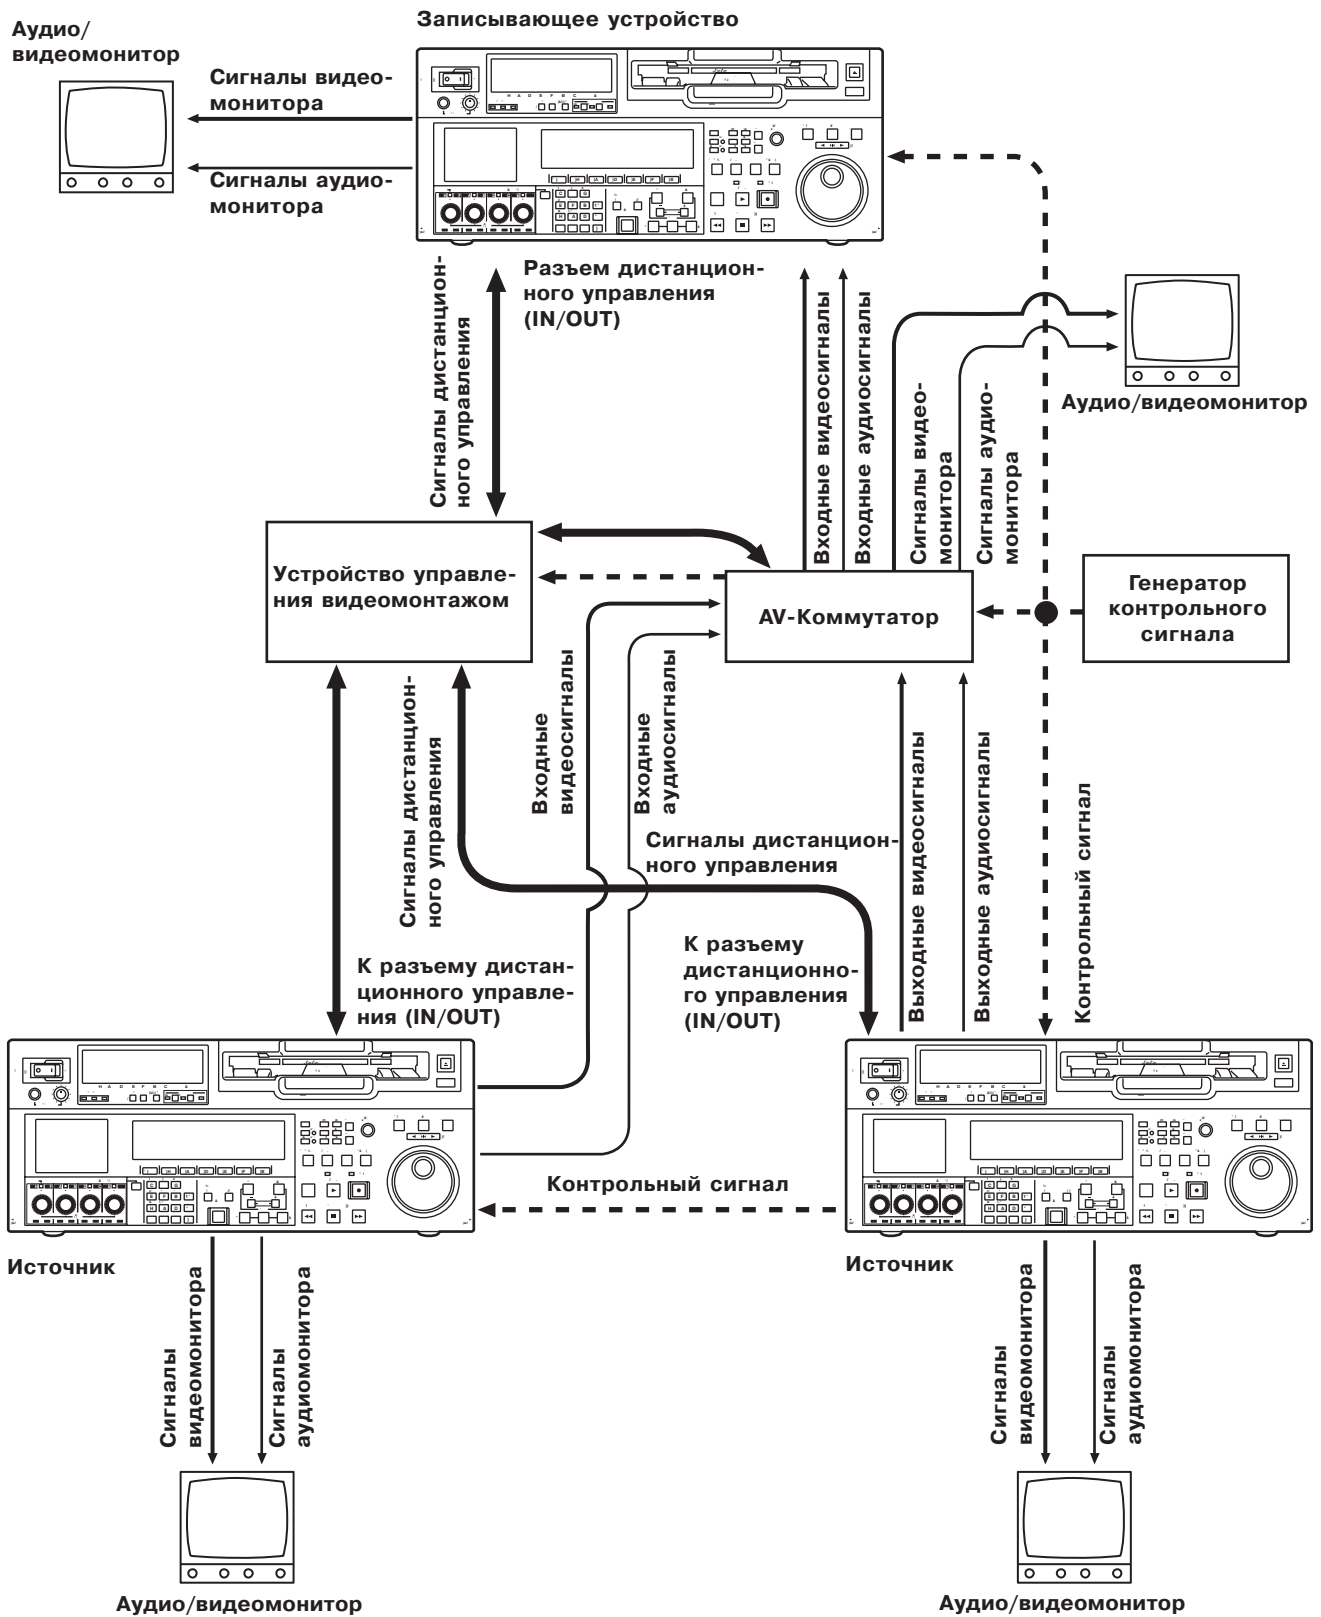 Записывающее устройство
Аудио/
видеомонитор
Сигналы видео-
монитора
Сигналы аудио-
монитора
Разъем дистанцион-
ного управления
(IN/OUT)
Сигналы дистанцион-
ного управления
Входные видеосигналы
Входные аудиосигналы
Сигналы видео-
монитора
Сигналы аудио-
монитора
Аудио/видеомонитор
Устройство управле-
ния видеомонтажом
AV-Коммутатор
Генератор
контрольного
сигнала
Сигналы дистанцион-
ного управления
Входные
видеосигналы
Входные
аудиосигналы
Сигналы дистанцион-
ного управления
Выходные видеосигналы
Выходные аудиосигналы
Контрольный сигнал
К разъему дистан-
ционного управле-
ния (IN/OUT)
К разъему
дистанционно-
го управления
(IN/OUT)
Контрольный сигнал
Источник
Источник
Сигналы
видеомонитора
Сигналы
аудиомонитора
Сигналы
видеомонитора
Сигналы
аудиомонитора
Аудио/видеомонитор
Аудио/видеомонитор